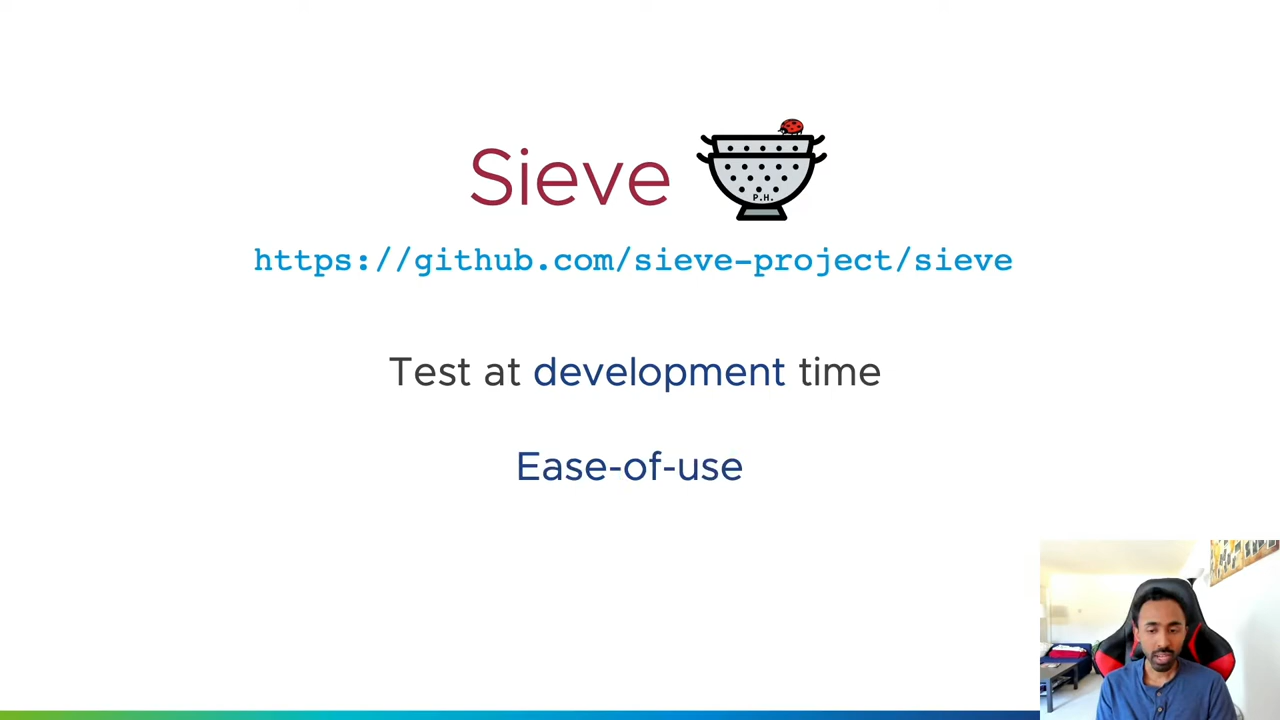 Sieve
P.H.
https://github.com/sieve-project/sieve
Test at development time
Ease-of-use